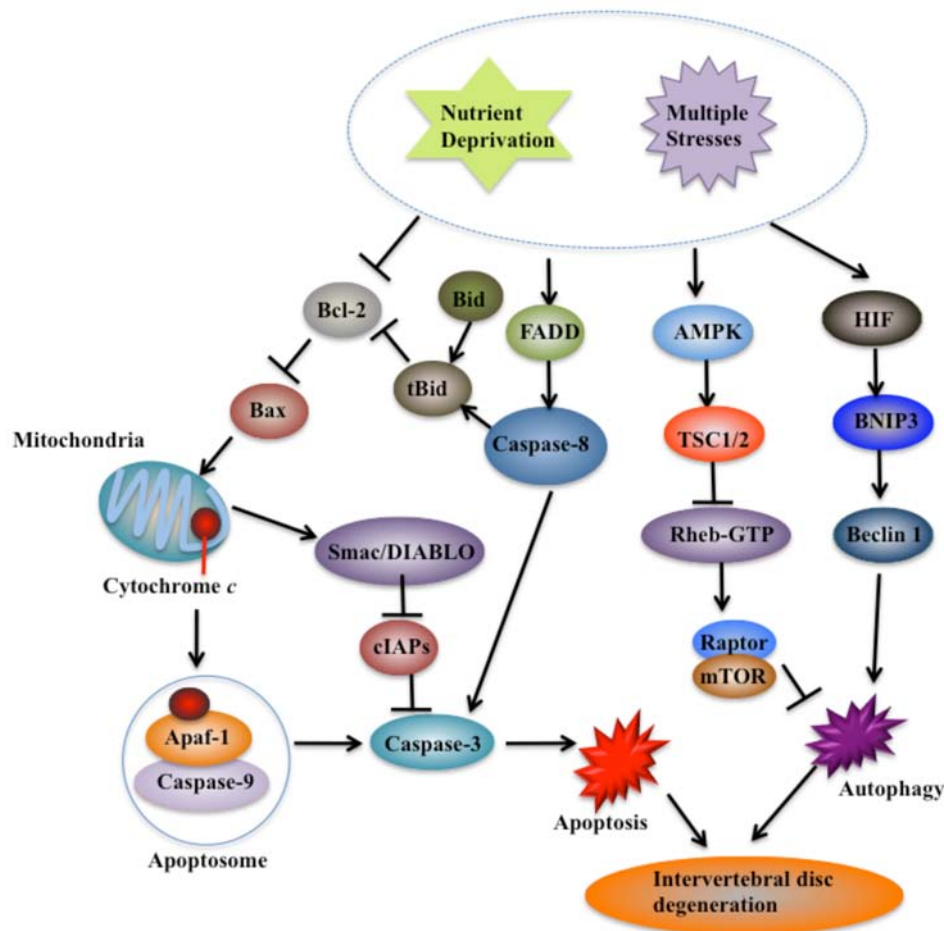 Nutrient
Deprivation
Multiple
Stresses
Bcl-2
Bid
FADD
AMPK
HIF
tBid
Bax
Caspase-8
TSC1/2
BNIP3
Mitochondria
Smac/DIABLO
Rheb-GTP
Beclin 1
Cytochrome c
cIAPs
Raptor
mTOR
Apaf-1
Caspase-9
Caspase-3
Apoptosis
Autophagy
Apoptosome
Intervertebral disc
degeneration